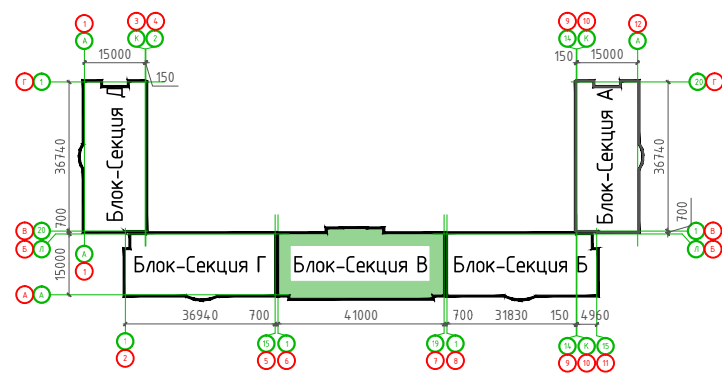 1 3 4 9 10 12
А К 2 14 К А
15000 150 15000
150
Г 1 20 Г
36740 Блок-Секция Д Блок-Секция А 36740
700 700
В 20 1 В
Б Л Л Б
Блок-Секция Г Блок-Секция В Блок-Секция Б
15000
А
1
А А
36940 700 41000 700 31830 150 4960
1 15 1 19 1 14 К 15
2 5 6 7 8 9 10 11